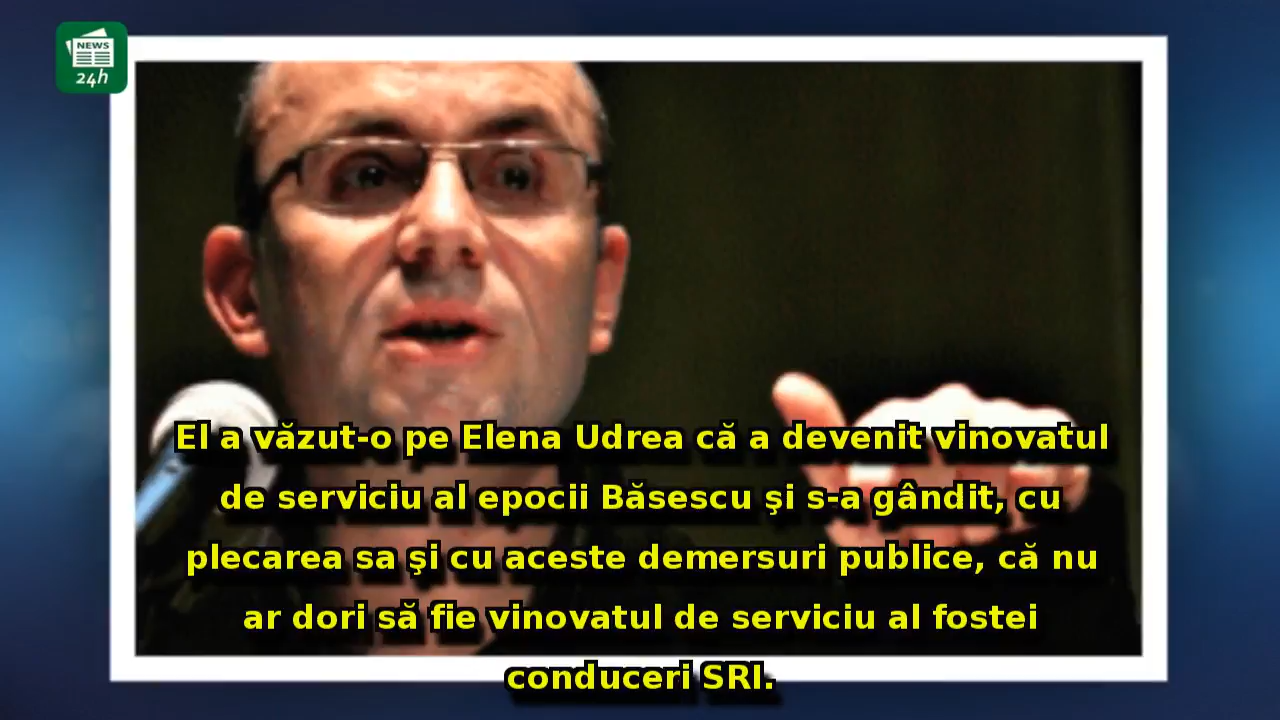 NEWS
24h
El a văzut-o pe Elena Udrea că a devenit vinovatul
de serviciu al epocii Băsescu şi s-a gândit, cu
plecarea sa şi cu aceste demersuri publice, că nu
ar dori să fie vinovatul de serviciu al fostei
conduceri SRI.